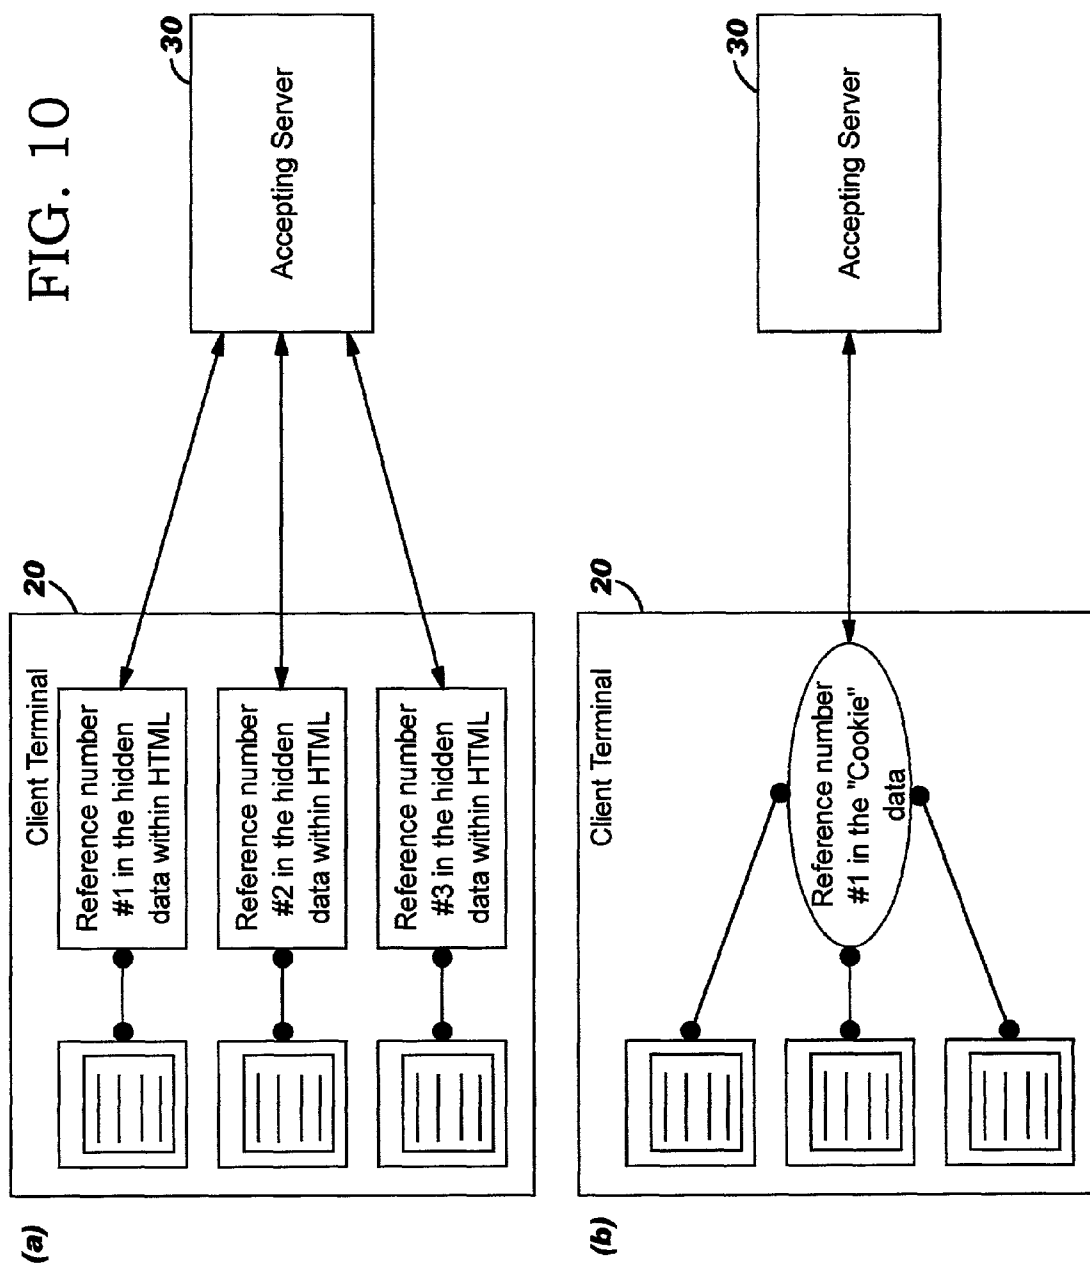 FIG. 10
(a)
Client Terminal
20
Reference number
#1 in the hidden
data within HTML
Reference number
#2 in the hidden
data within HTML
Reference number
#3 in the hidden
data within HTML
30
Accepting Server
(b)
Client Terminal
20
Reference number
#1 in the "Cookie"
data
30
Accepting Server